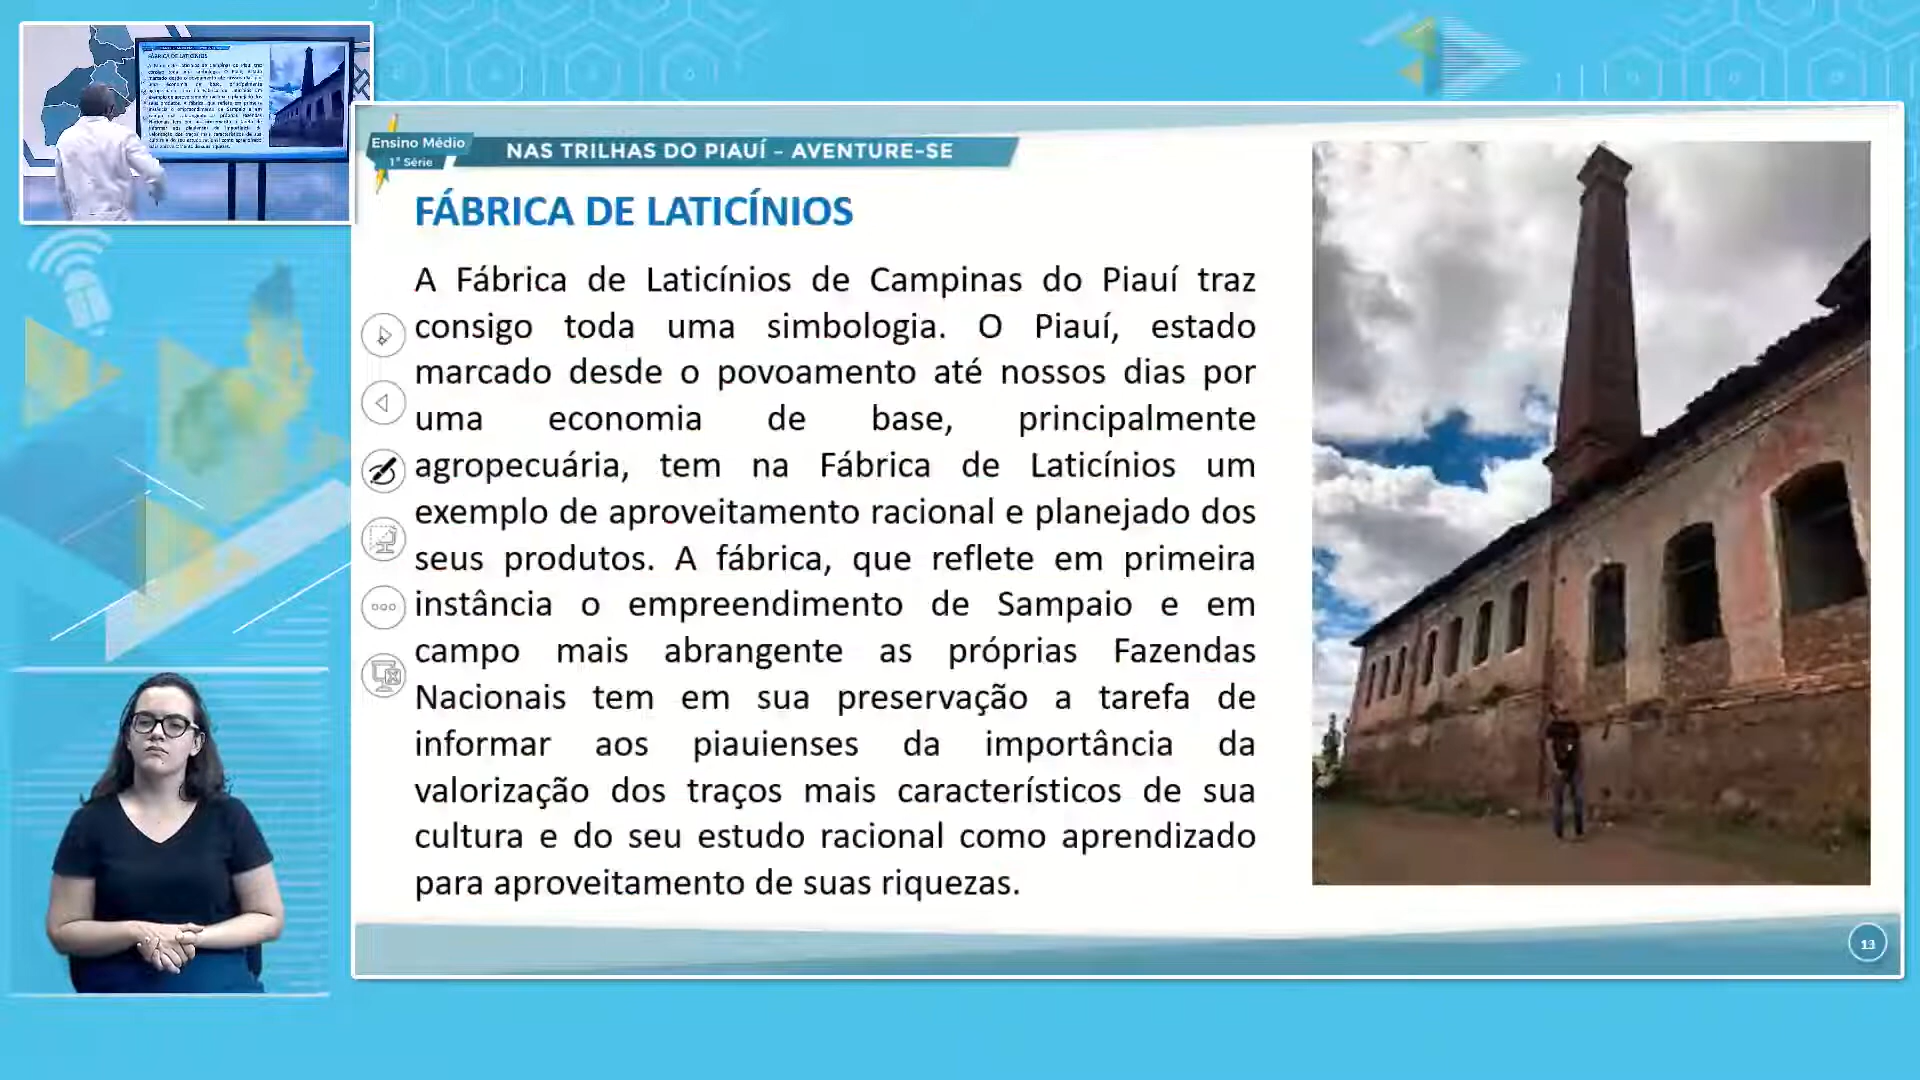 Ensino Médio
1ª Série
NAS TRILHAS DO PIAUÍ – AVENTURE-SE
FÁBRICA DE LATICÍNIOS
A Fábrica de Laticínios de Campinas do Piauí traz
consigo toda uma simbologia. O Piauí, estado
marcado desde o povoamento até nossos dias por
uma economia de base, principalmente
agropecuária, tem na Fábrica de Laticínios um
exemplo de aproveitamento racional e planejado dos
seus produtos. A fábrica, que reflete em primeira
instância o empreendimento de Sampaio e em
campo mais abrangente as próprias Fazendas
Nacionais tem em sua preservação a tarefa de
informar aos piauienses da importância da
valorização dos traços mais característicos de sua
cultura e do seu estudo racional como aprendizado
para aproveitamento de suas riquezas.
13